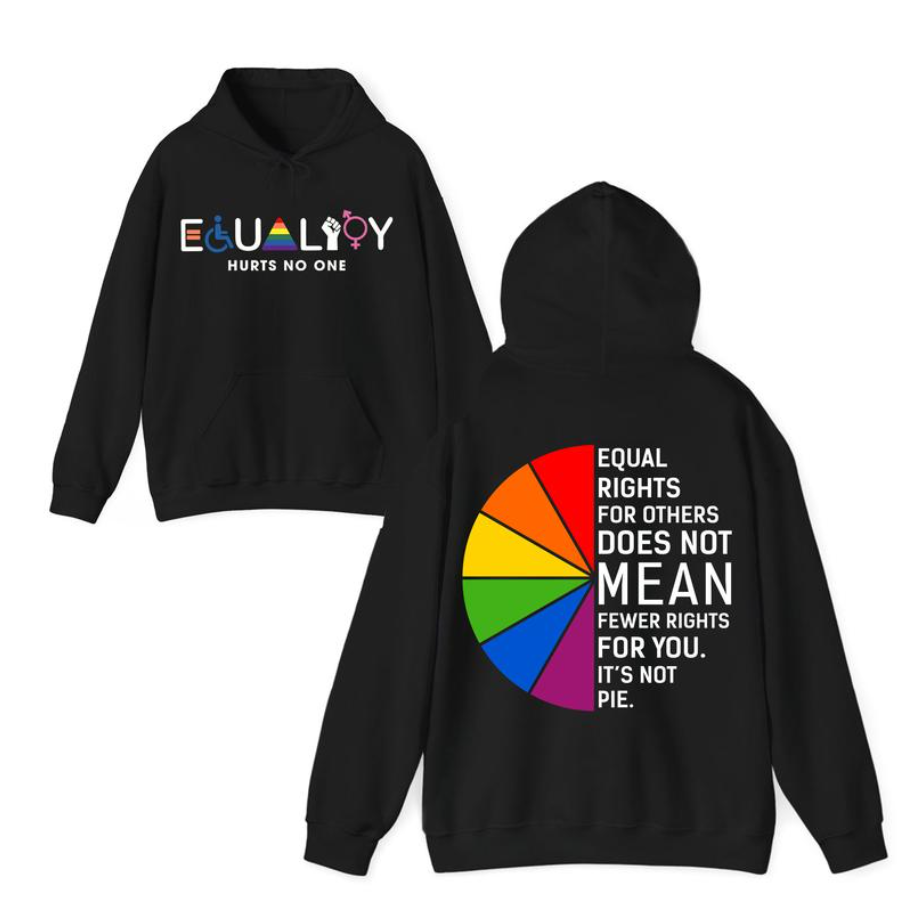 EQUALITY
HURTS NO ONE
EQUAL
RIGHTS
FOR OTHERS
DOES NOT
MEAN
FEWER RIGHTS
FOR YOU.
IT'S NOT
PIE.